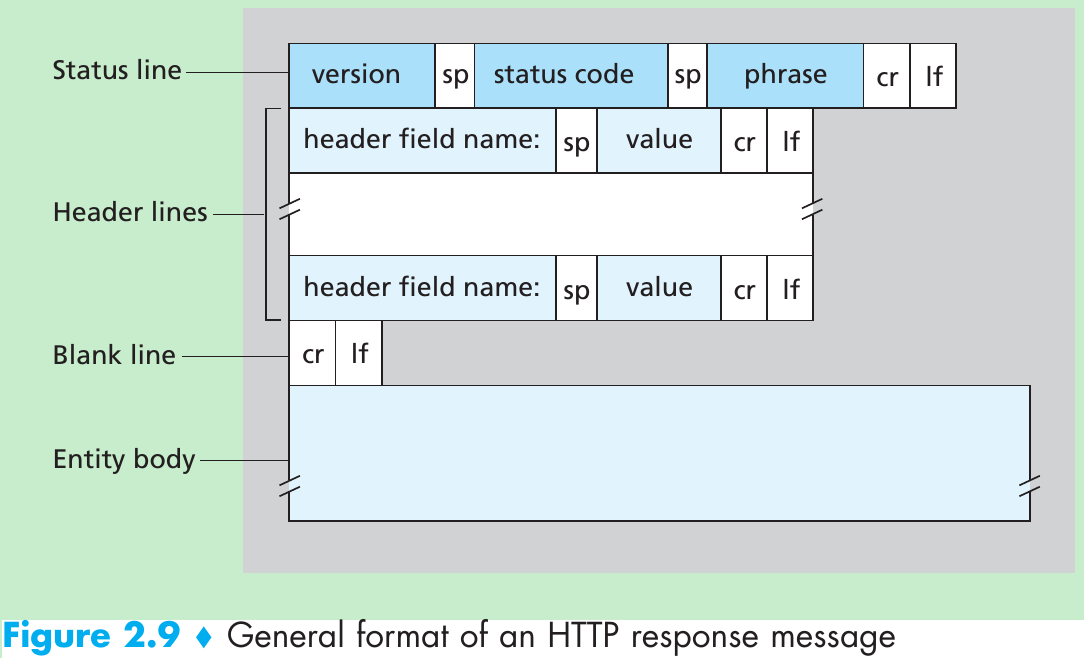 Status line
version sp status code sp phrase cr lf
header field name: sp value cr lf
Header lines
header field name: sp value cr lf
Blank line
cr lf
Entity body
Figure 2.9 ♦ General format of an HTTP response message